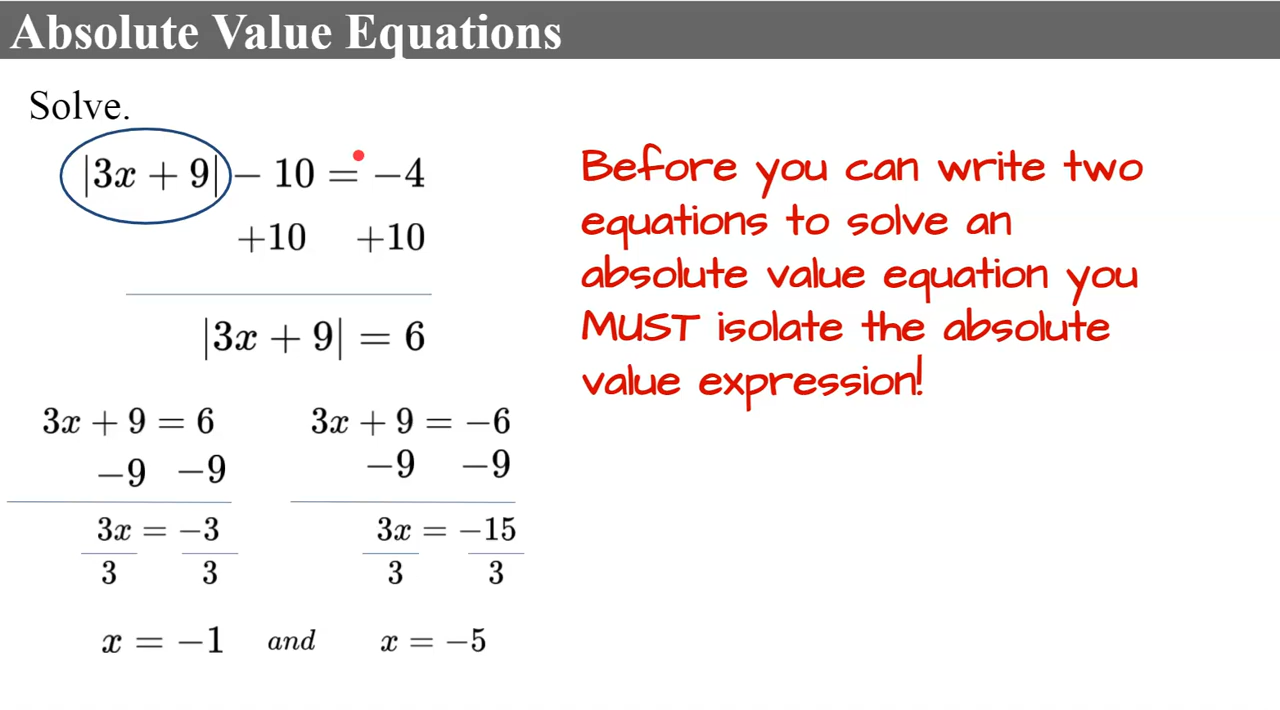 Absolute Value Equations
Solve.
|3x + 9| − 10 = −4
+10 +10
|3x + 9| = 6
3x + 9 = 6
−9 −9
3x = −3
3 3
x = −1
and
3x + 9 = −6
−9 −9
3x = −15
3 3
x = −5
Before you can write two
equations to solve an
absolute value equation you
MUST isolate the absolute
value expression!